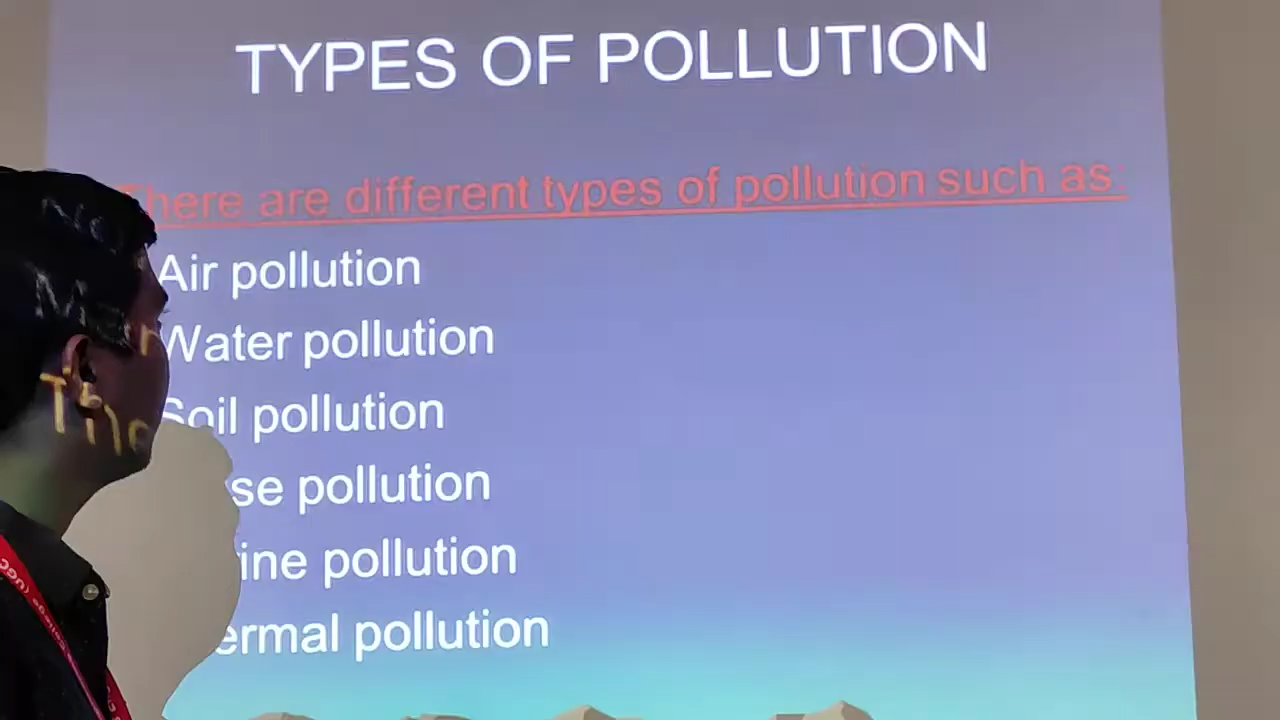 TYPES OF POLLUTION
There are different types of pollution such as:
Air pollution
Water pollution
Soil pollution
se pollution
ine pollution
ermal pollution